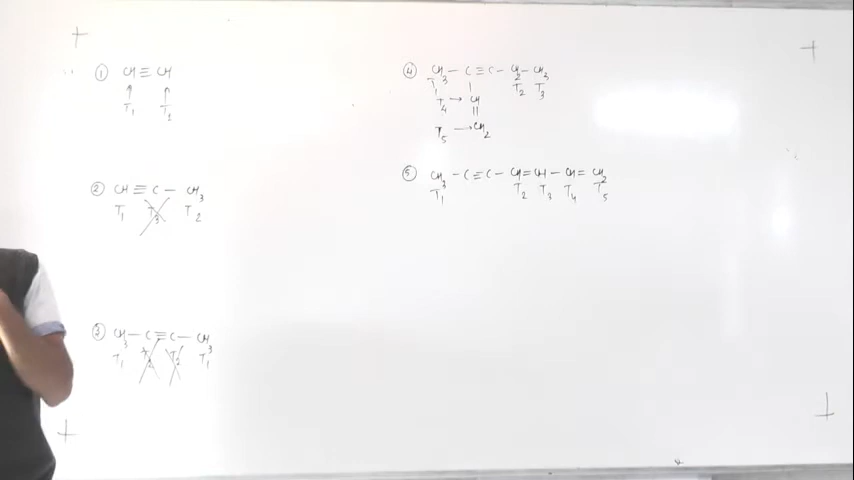 ① CH ≡ CH
↑ ↑
T₁ T₁
② CH ≡ C — CH₃
T₁ T₃ T₂
③ CH₃ — C ≡ C — CH₃
T₁ T₂ T₂ T₁
④ CH₃ — C ≡ C — CH₂ — CH₃
T₁ | T₂ T₃
T₄ → CH
||
T₅ → CH₂
⑤ CH₃ — C ≡ C — CH = CH — CH = CH₂
T₁ T₂ T₃ T₄ T₅